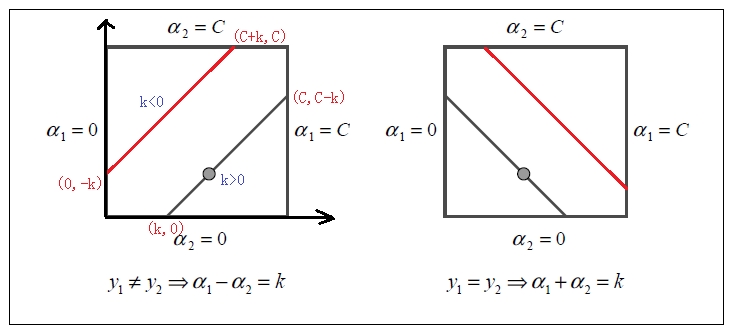 α₂ = C
(C+k, C)
k<0
(C, C-k)
α₁ = 0
α₁ = C
(0, -k)
k>0
(k, 0)
α₂ = 0
y₁ ≠ y₂ ⇒ α₁ − α₂ = k
α₂ = C
α₁ = 0
α₁ = C
α₂ = 0
y₁ = y₂ ⇒ α₁ + α₂ = k